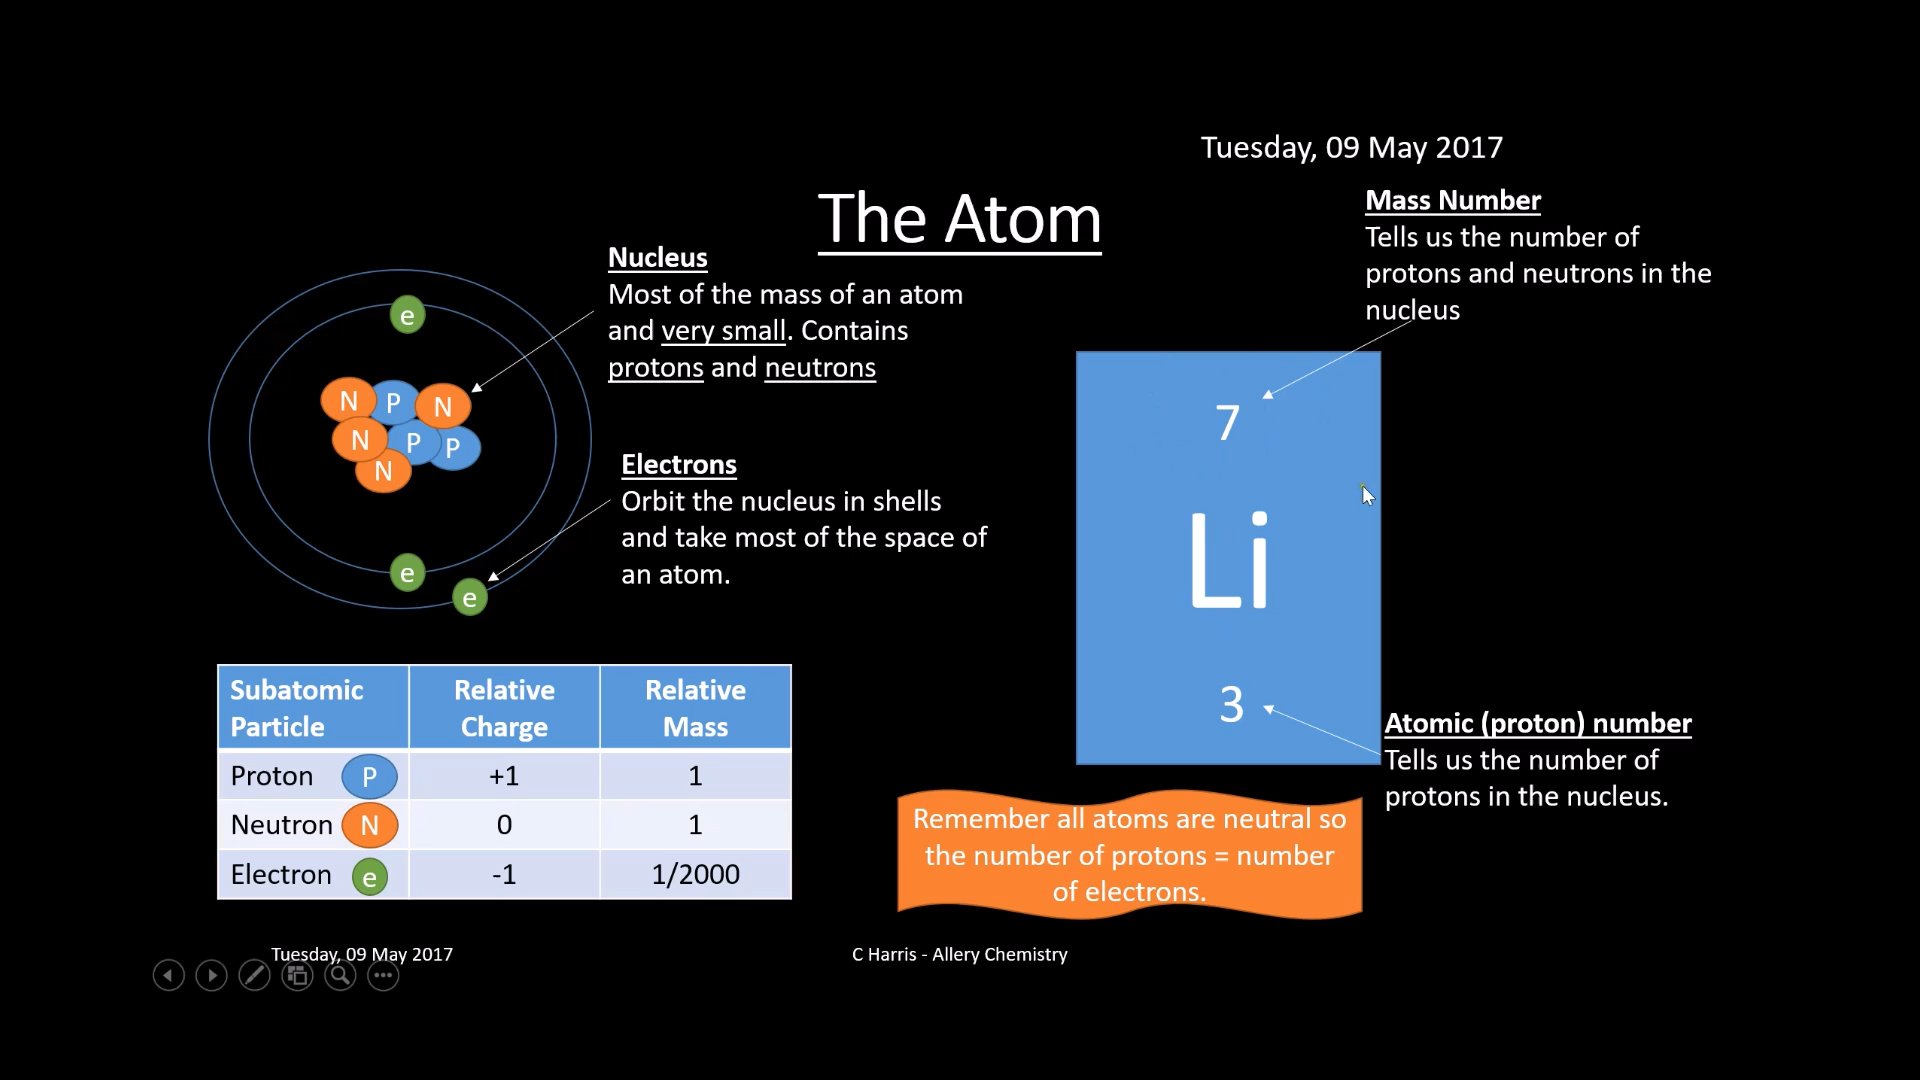 Tuesday, 09 May 2017
The Atom
Mass Number
Tells us the number of
protons and neutrons in the
nucleus
Nucleus
Most of the mass of an atom
and very small. Contains
protons and neutrons
e
N P N
N P P
N
e
e
Electrons
Orbit the nucleus in shells
and take most of the space of
an atom.
7
Li
3
Atomic (proton) number
Tells us the number of
protons in the nucleus.
Subatomic Particle Relative Charge Relative Mass
Proton P +1 1
Neutron N 0 1
Electron e -1 1/2000
Remember all atoms are neutral so
the number of protons = number
of electrons.
Tuesday, 09 May 2017
C Harris - Allery Chemistry